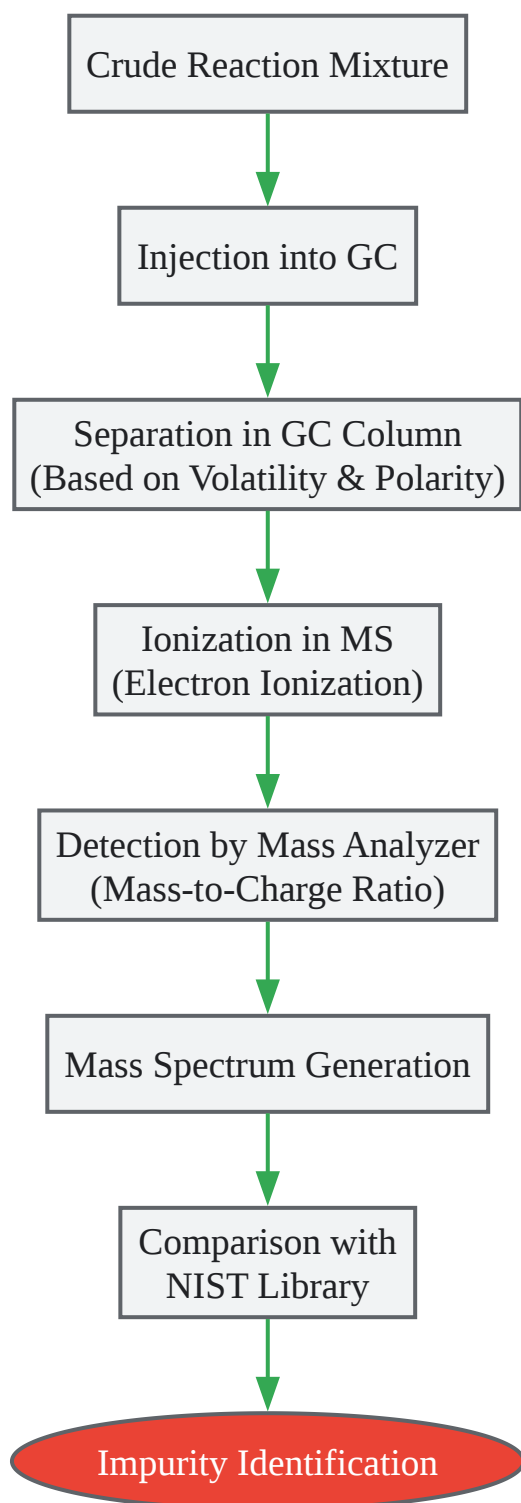 Crude Reaction Mixture
Injection into GC
Separation in GC Column
(Based on Volatility & Polarity)
Ionization in MS
(Electron Ionization)
Detection by Mass Analyzer
(Mass-to-Charge Ratio)
Mass Spectrum Generation
Comparison with
NIST Library
Impurity Identification